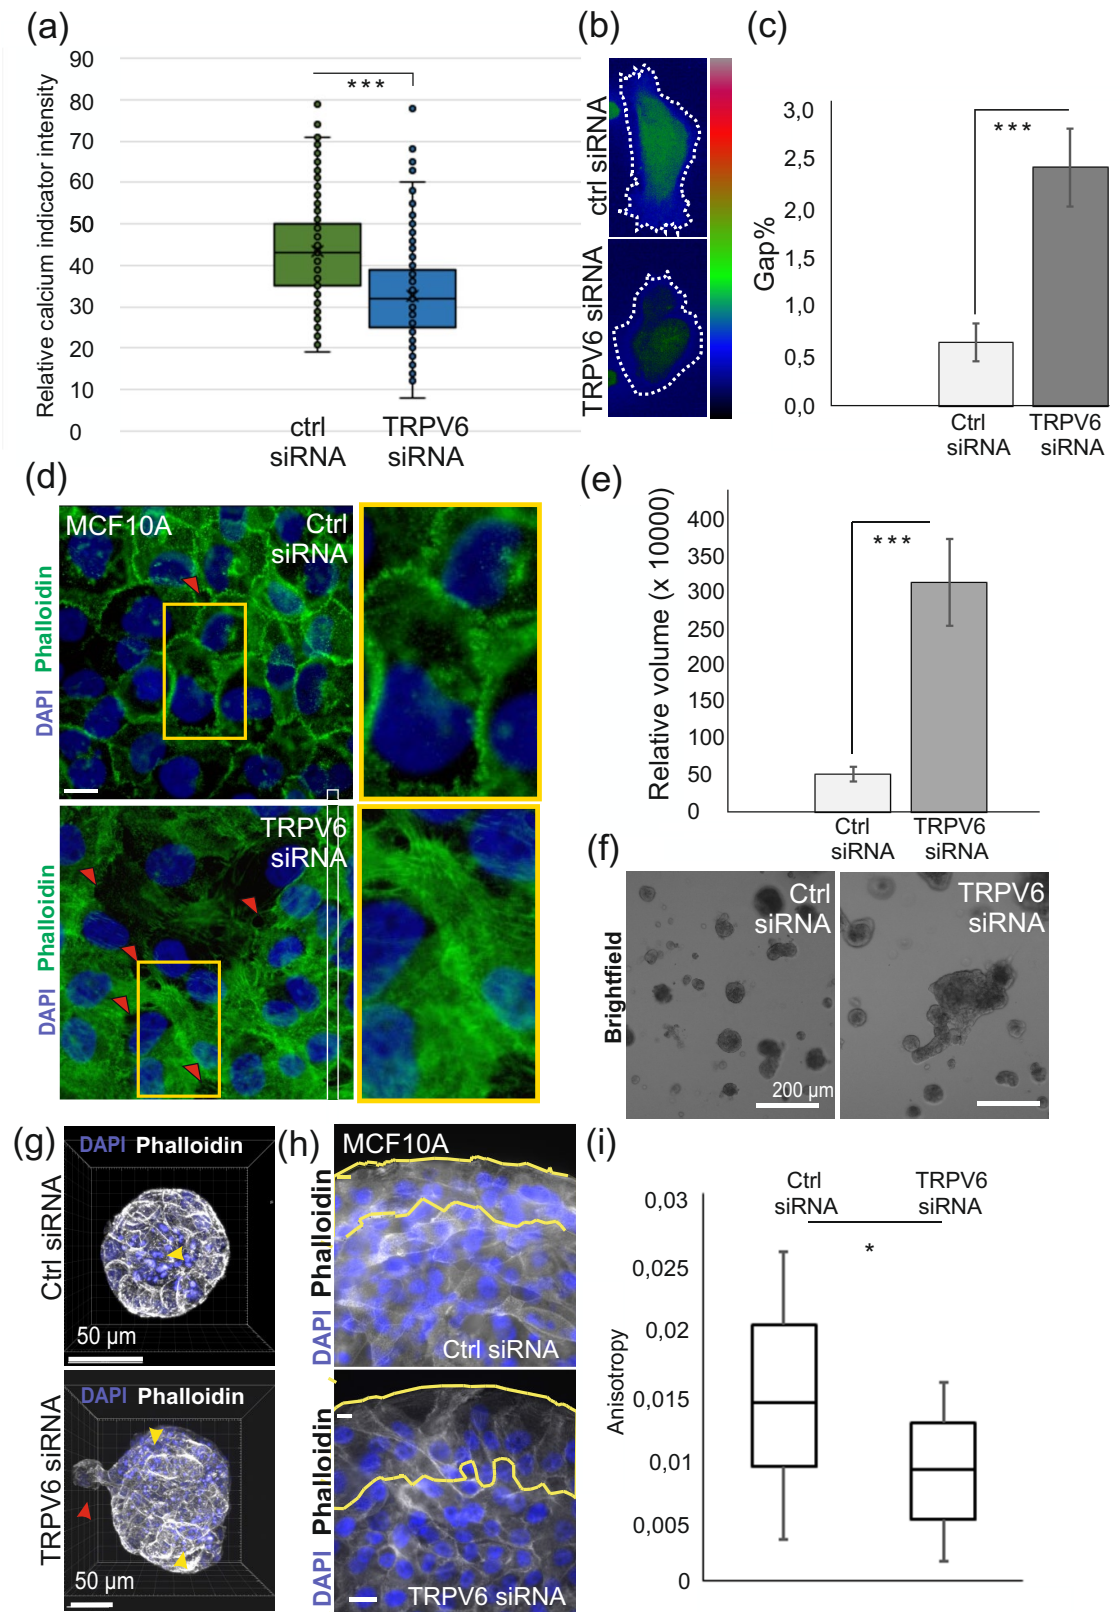 (a)
Relative calcium indicator intensity
90
80
70
60
50
40
30
20
10
0
***
ctrl
siRNA
TRPV6
siRNA
(b)
ctrl siRNA
TRPV6 siRNA
(c)
Gap%
3,0
2,5
2,0
1,5
1,0
0,5
0,0
***
Ctrl
siRNA
TRPV6
siRNA
(d)
DAPI Phalloidin
MCF10A
Ctrl
siRNA
DAPI Phalloidin
TRPV6
siRNA
(e)
Relative volume (x 10000)
400
350
300
250
200
150
100
50
0
***
Ctrl
siRNA
TRPV6
siRNA
(f)
Brightfield
Ctrl
siRNA
200 µm
TRPV6
siRNA
(g)
Ctrl siRNA
DAPI Phalloidin
50 µm
TRPV6 siRNA
DAPI Phalloidin
50 µm
(h)
DAPI Phalloidin
MCF10A
Ctrl siRNA
DAPI Phalloidin
TRPV6 siRNA
(i)
Anisotropy
0,03
0,025
0,02
0,015
0,01
0,005
0
Ctrl
siRNA
TRPV6
siRNA
*